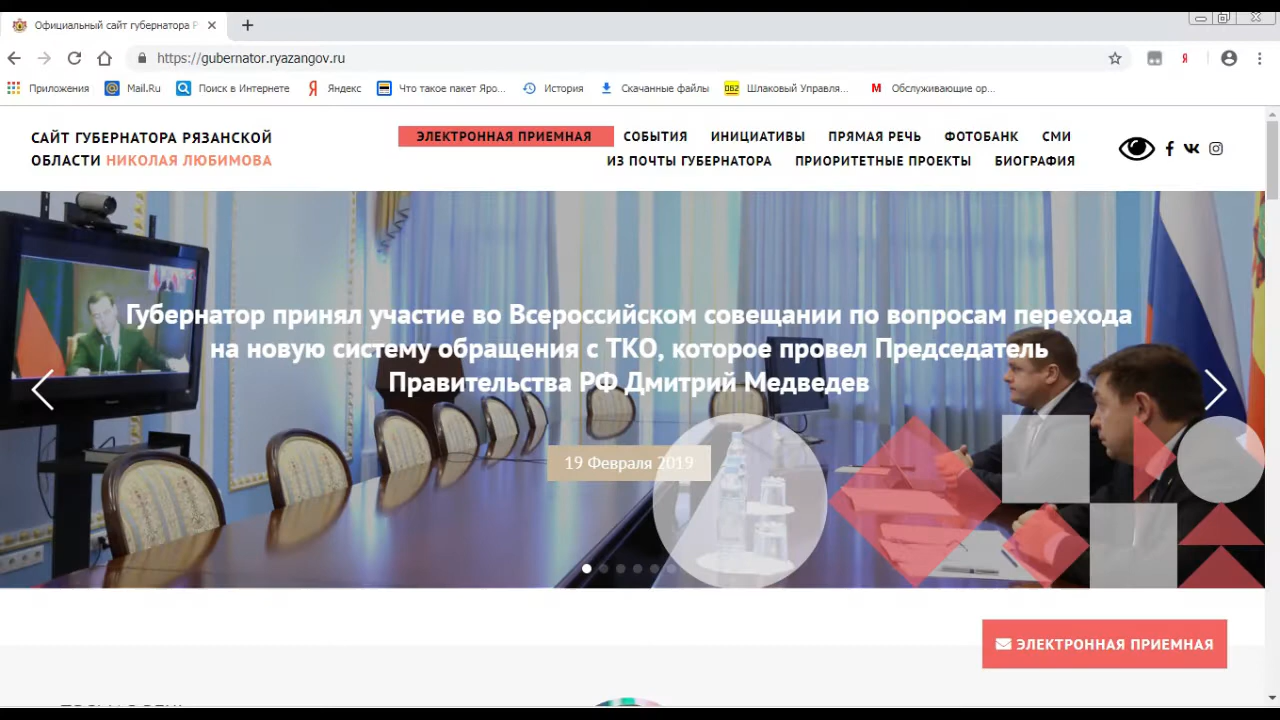 Официальный сайт губернатора Р
https://gubernator.ryazangov.ru
Я
Приложения
Mail.Ru
Поиск в Интернете
Я Яндекс
Что такое пакет Яро...
История
Скачанные файлы
Шлаковый Управля...
M Обслуживающие ор...
САЙТ ГУБЕРНАТОРА РЯЗАНСКОЙ
ОБЛАСТИ НИКОЛАЯ ЛЮБИМОВА
ЭЛЕКТРОННАЯ ПРИЕМНАЯ СОБЫТИЯ ИНИЦИАТИВЫ ПРЯМАЯ РЕЧЬ ФОТОБАНК СМИ
ИЗ ПОЧТЫ ГУБЕРНАТОРА ПРИОРИТЕТНЫЕ ПРОЕКТЫ БИОГРАФИЯ
Губернатор принял участие во Всероссийском совещании по вопросам перехода
на новую систему обращения с ТКО, которое провел Председатель
Правительства РФ Дмитрий Медведев
19 Февраля 2019
ЭЛЕКТРОННАЯ ПРИЕМНАЯ